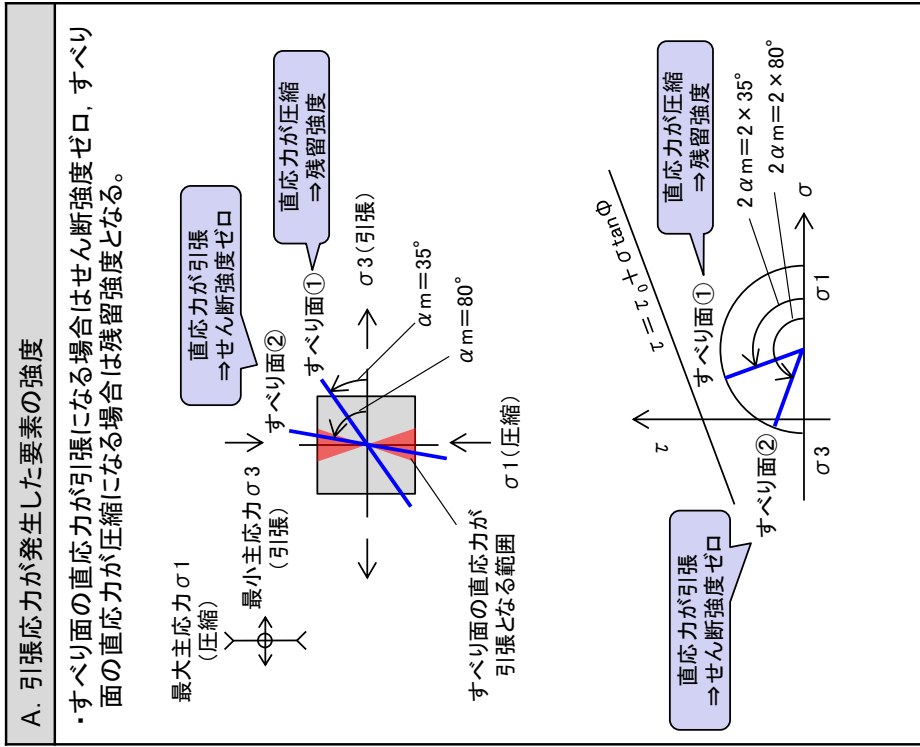 A. 引張応力が発生した要素の強度
・すべり面の直応力が引張になる場合はせん断強度ゼロ，すべり
面の直応力が圧縮になる場合は残留強度となる。
最大主応力σ1
(圧縮)
最小主応力σ3
(引張)
直応力が引張
⇒せん断強度ゼロ
すべり面②
すべり面①
直応力が圧縮
⇒残留強度
σ3(引張)
αm＝35°
αm＝80°
σ1(圧縮)
すべり面の直応力が
引張となる範囲
直応力が引張
⇒せん断強度ゼロ
すべり面②
τ
すべり面①
τ＝τ₀＋σtanΦ
直応力が圧縮
⇒残留強度
2αm＝2×35°
2αm＝2×80°
σ3
σ1
σ